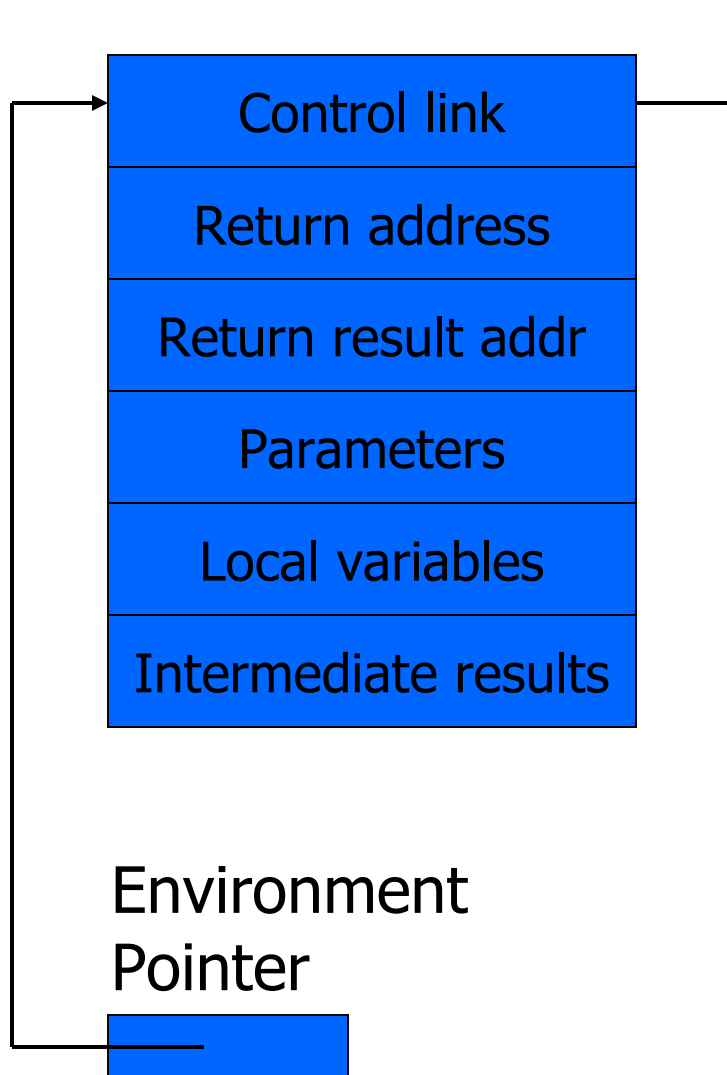 Control link
Return address
Return result addr
Parameters
Local variables
Intermediate results
Environment
Pointer